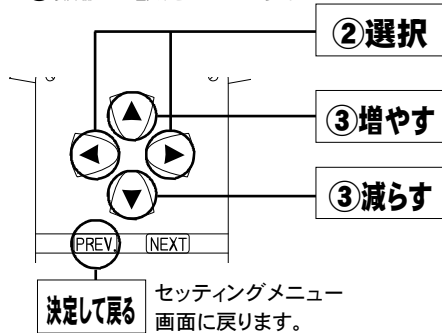 ②選択
③増やす
③減らす
PREV.
NEXT
決定して戻る
セッティングメニュー
画面に戻ります。